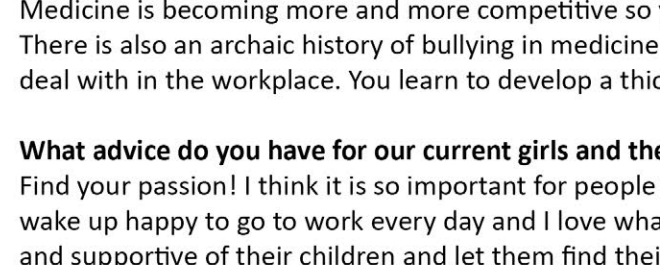 Medicine is becoming more and more competitive so
There is also an archaic history of bullying in medicine
deal with in the workplace. You learn to develop a
What advice do you have for our current girls and
Find your passion! I think it is so important for people
wake up happy to go to work every day and I love
and supportive of their children and let them find